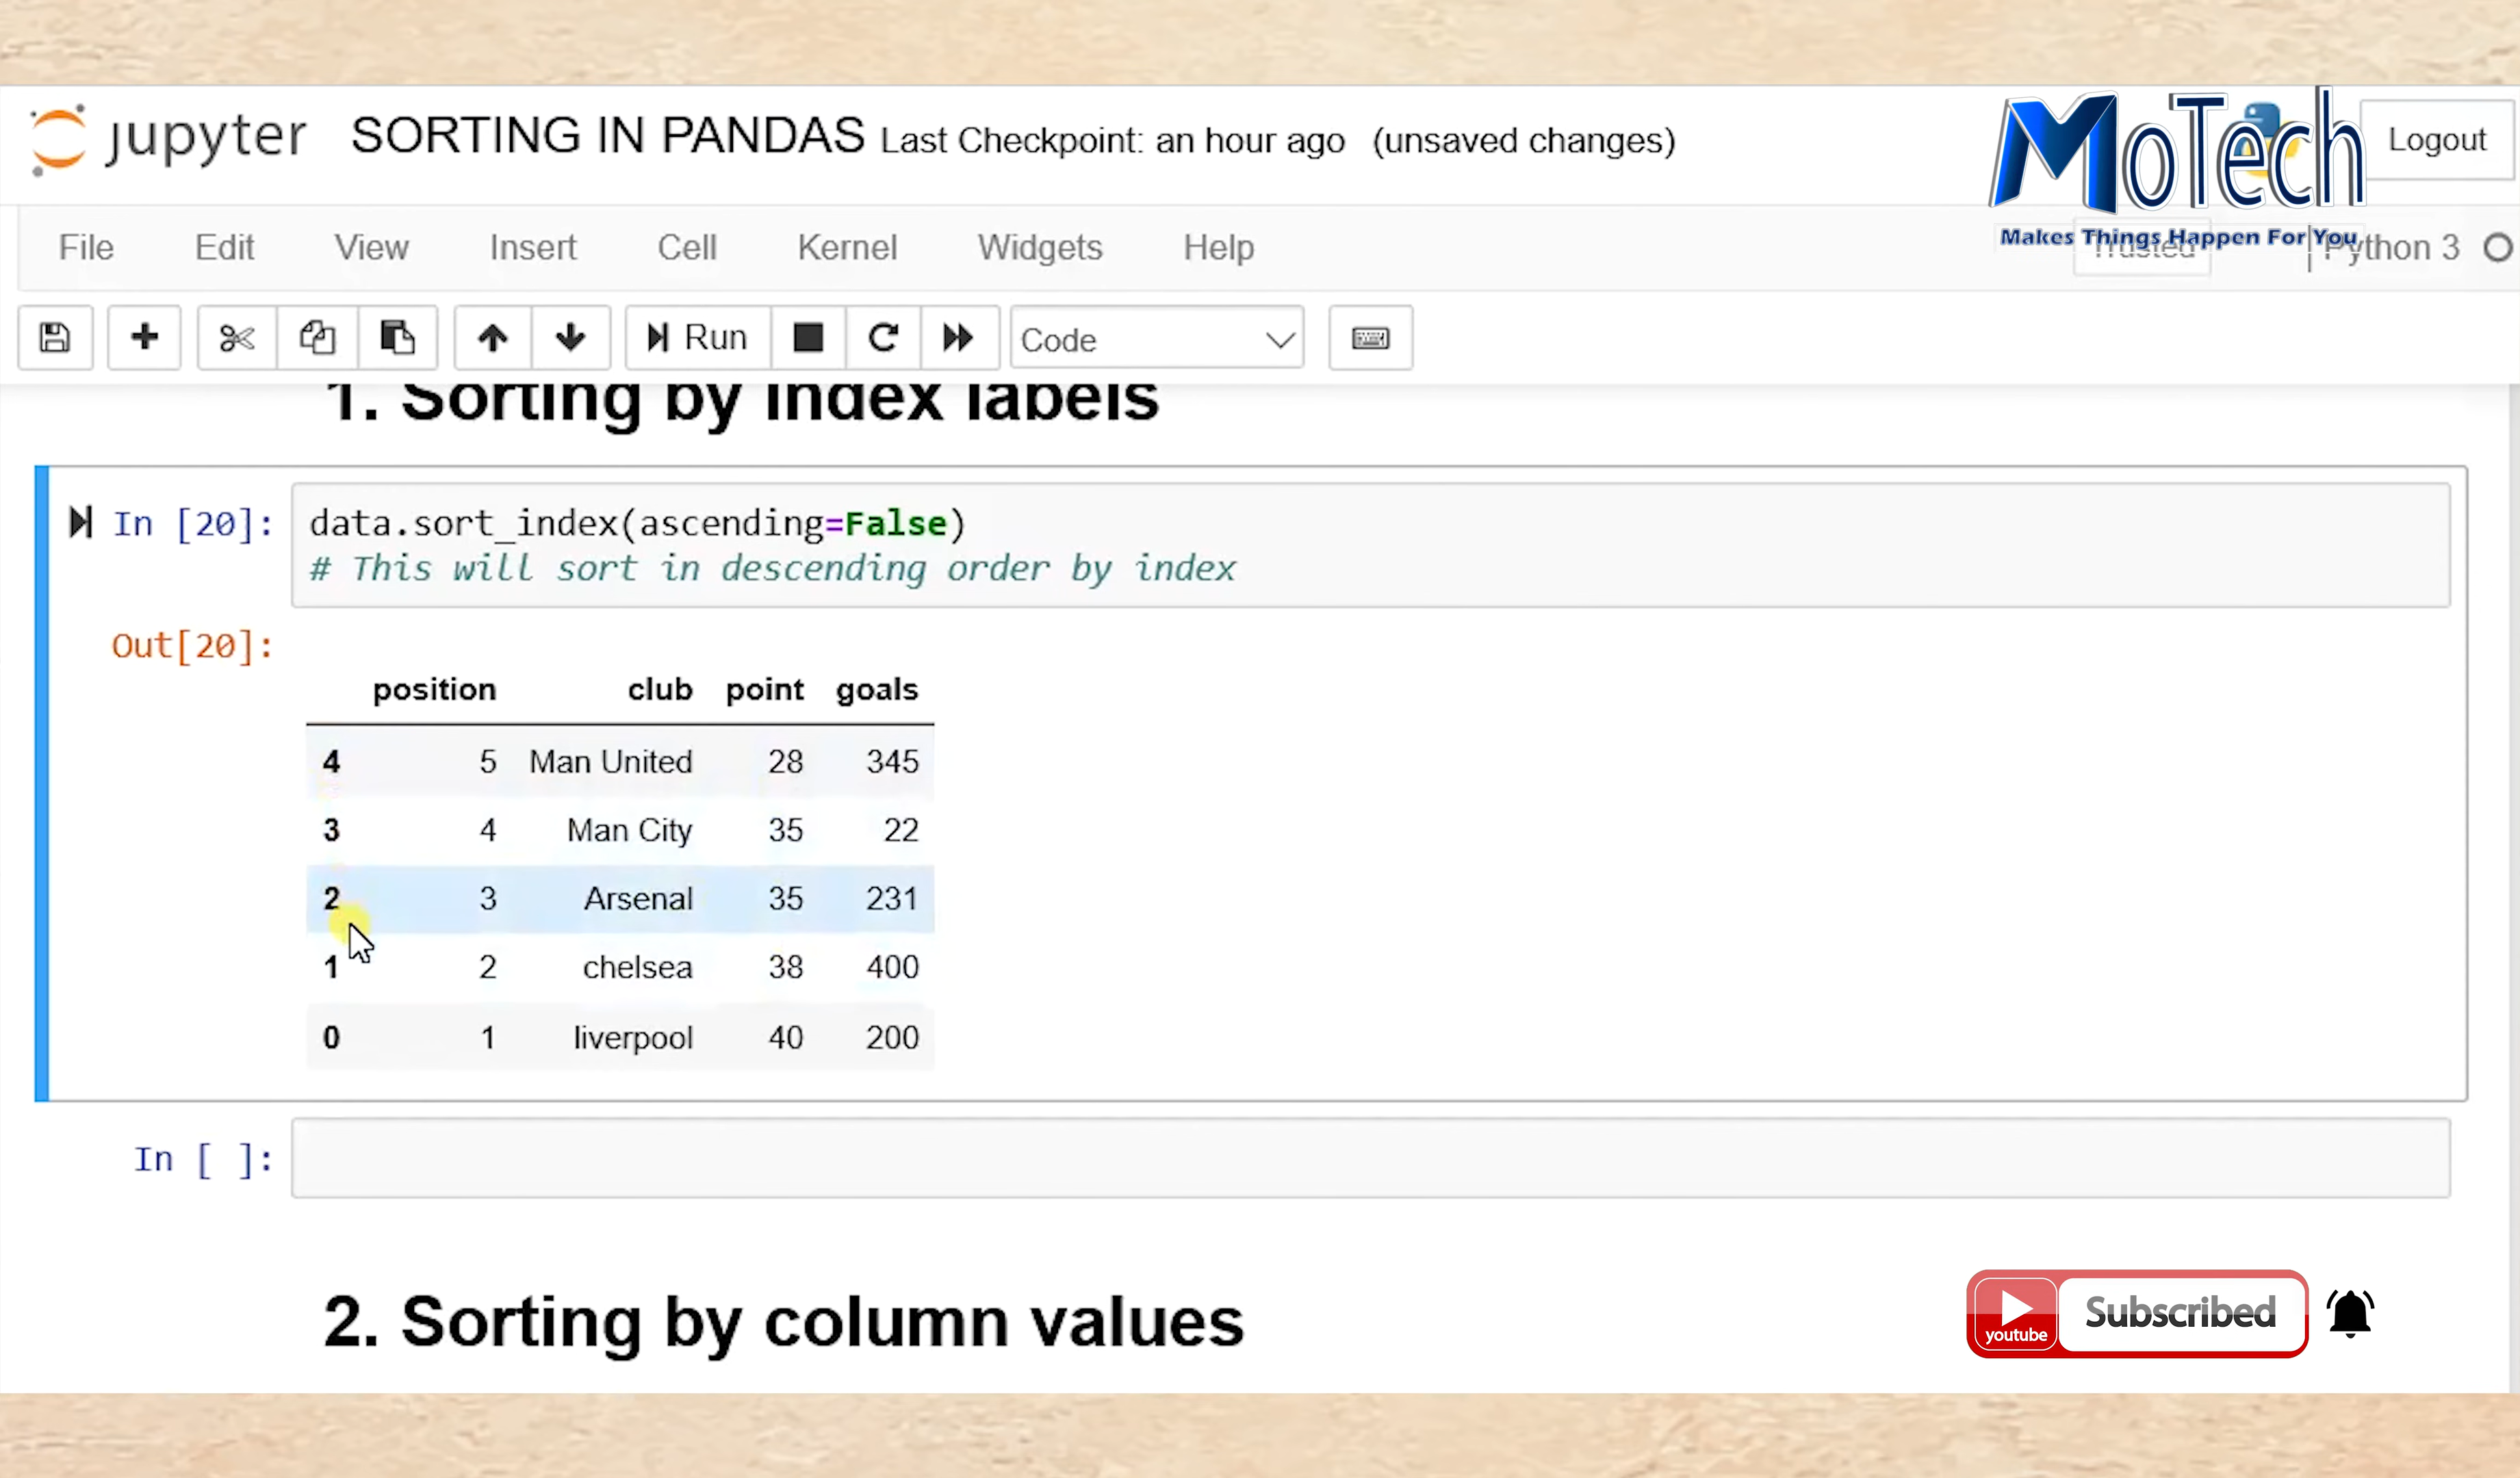 jupyter SORTING IN PANDAS Last Checkpoint: an hour ago (unsaved changes)
MoTech
Logout
File Edit View Insert Cell Kernel Widgets Help
Makes Things Happen For You
Trusted
Python 3
Run
Code
1. Sorting by index labels
In [20]: data.sort_index(ascending=False)
# This will sort in descending order by index
Out[20]:
position club point goals
4 5 Man United 28 345
3 4 Man City 35 22
2 3 Arsenal 35 231
1 2 chelsea 38 400
0 1 liverpool 40 200
In [ ]:
2. Sorting by column values
youtube
Subscribed